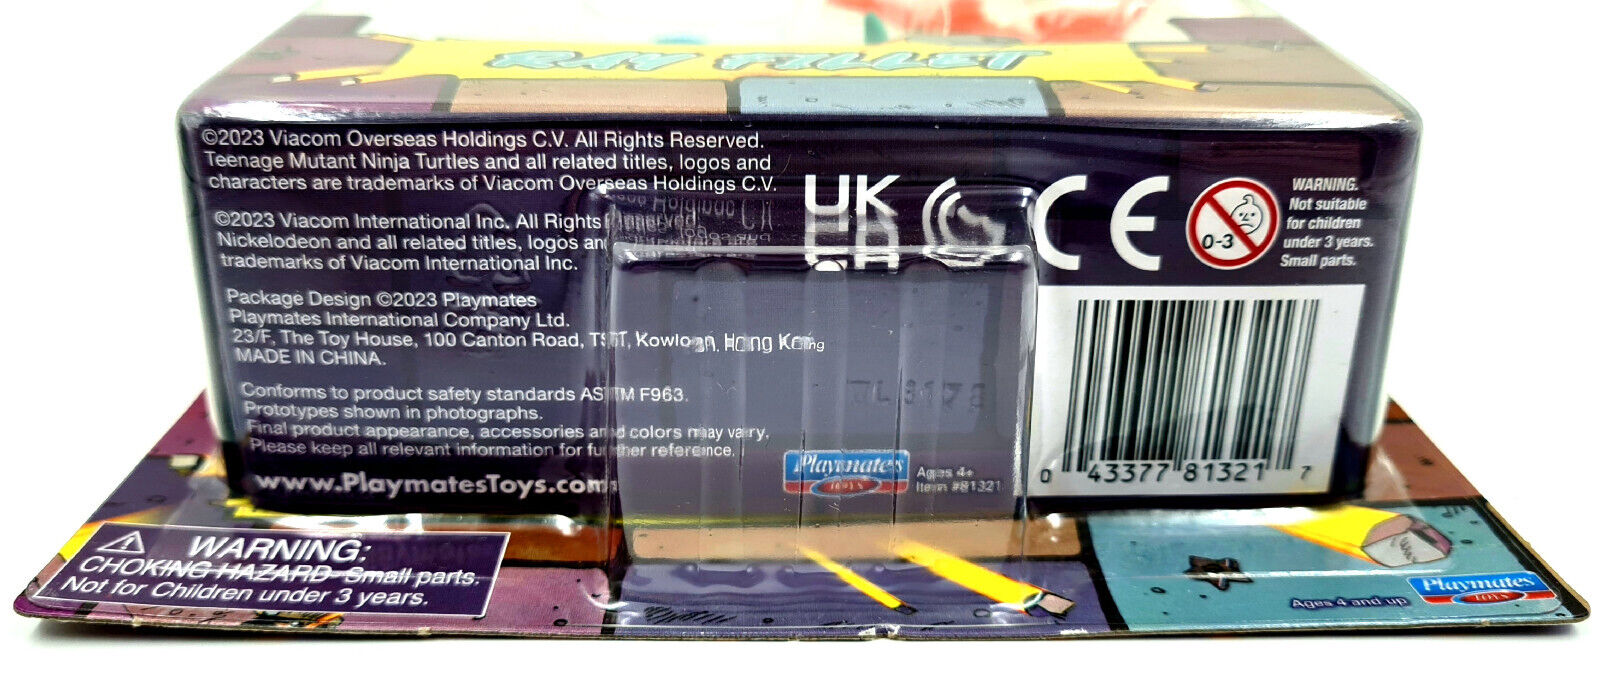 RAY FILLET
©2023 Viacom Overseas Holdings C.V. All Rights Reserved.
Teenage Mutant Ninja Turtles and all related titles, logos and
characters are trademarks of Viacom Overseas Holdings C.V.
©2023 Viacom International Inc. All Rights Reserved.
Nickelodeon and all related titles, logos and
trademarks of Viacom International Inc.
Package Design ©2023 Playmates
Playmates International Company Ltd.
23/F, The Toy House, 100 Canton Road, TST, Kowloon, Hong Kong
MADE IN CHINA.
Conforms to product safety standards ASTM F963.
Prototypes shown in photographs.
Final product appearance, accessories and colors may vary.
Please keep all relevant information for further reference.
www.PlaymatesToys.com
UK
CA
CE
0-3
WARNING.
Not suitable
for children
under 3 years.
Small parts.
Playmates
TOYS
Ages 4+
Item #81321
0 43377 81321 7
WARNING:
CHOKING HAZARD-Small parts.
Not for Children under 3 years.
Playmates
TOYS
Ages 4 and up